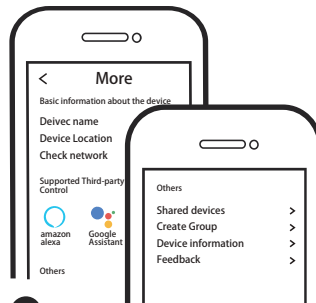 <
More
Basic information about the device
Deivec name
Device Location
Check network
Supported Third-party
Control
amazon
alexa
Google
Assistant
Others
Others
Shared devices >
Create Group >
Device information >
Feedback >